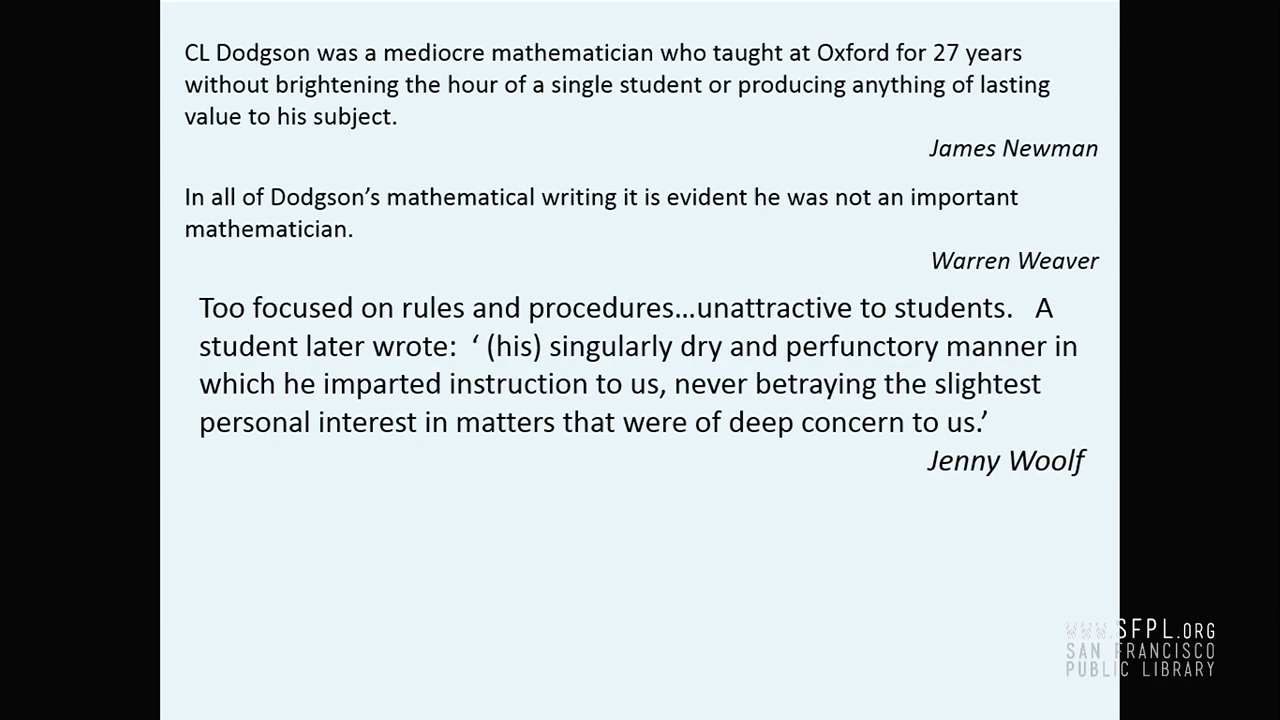 CL Dodgson was a mediocre mathematician who taught at Oxford for 27 years
without brightening the hour of a single student or producing anything of lasting
value to his subject.
James Newman
In all of Dodgson’s mathematical writing it is evident he was not an important
mathematician.
Warren Weaver
Too focused on rules and procedures…unattractive to students. A
student later wrote: ‘ (his) singularly dry and perfunctory manner in
which he imparted instruction to us, never betraying the slightest
personal interest in matters that were of deep concern to us.’
Jenny Woolf
WWW.SFPL.ORG
SAN FRANCISCO
PUBLIC LIBRARY